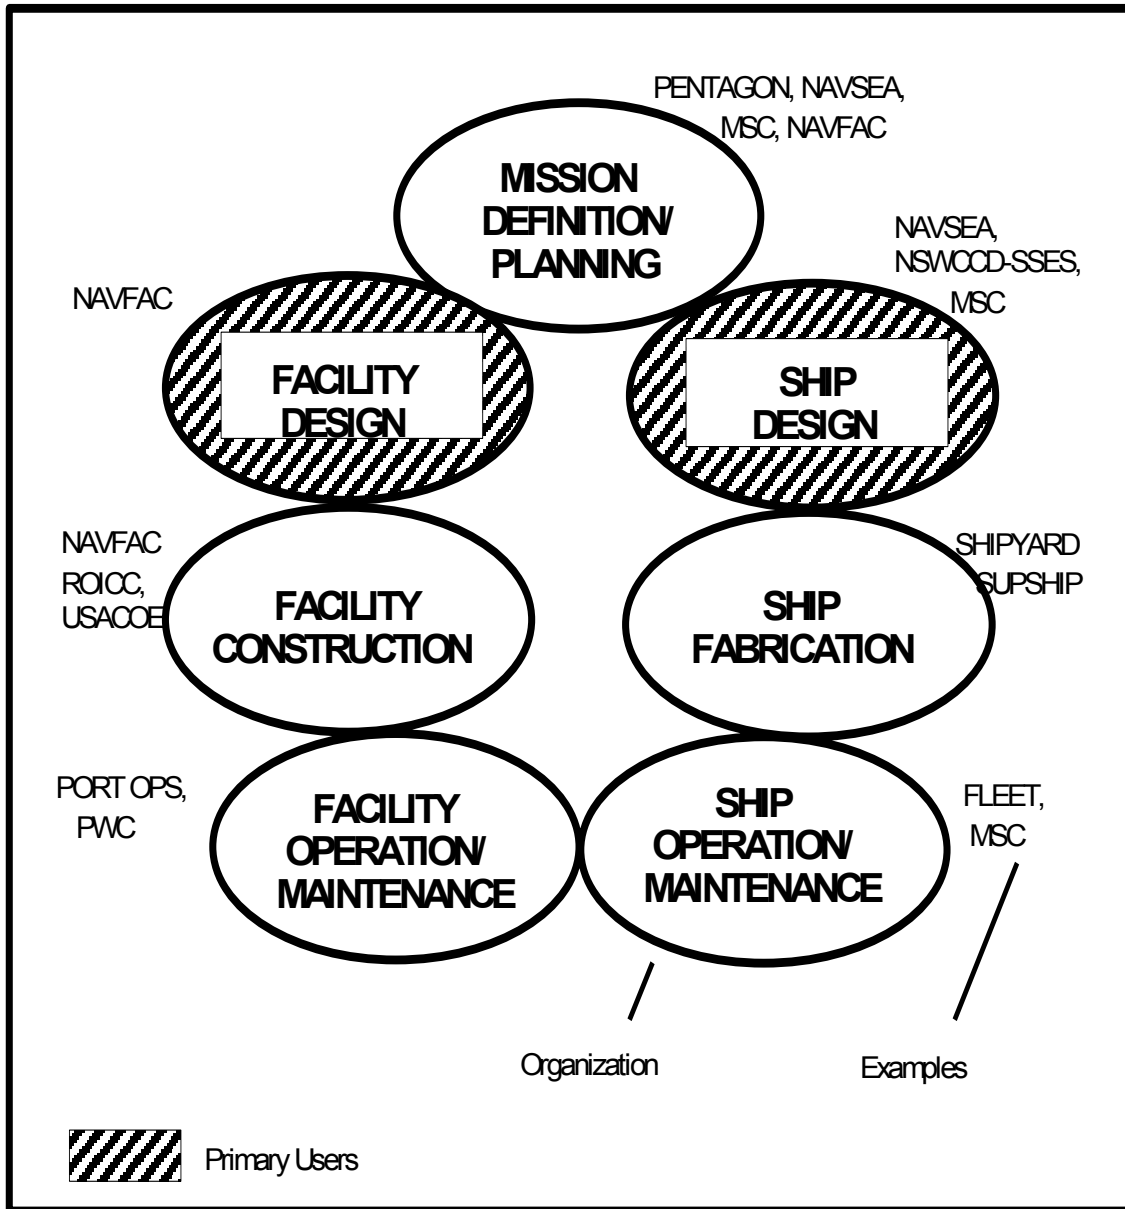 PENTAGON, NAVSEA,
MSC, NAVFAC
MISSION
DEFINITION/
PLANNING
NAVSEA,
NSWCCD-SSES,
MSC
NAVFAC
FACILITY
DESIGN
SHIP
DESIGN
NAVFAC
ROICC,
USACOE
FACILITY
CONSTRUCTION
SHIP
FABRICATION
SHIPYARD
SUPSHIP
PORT OPS,
PWC
FACILITY
OPERATION/
MAINTENANCE
SHIP
OPERATION/
MAINTENANCE
FLEET,
MSC
Organization
Examples
Primary Users